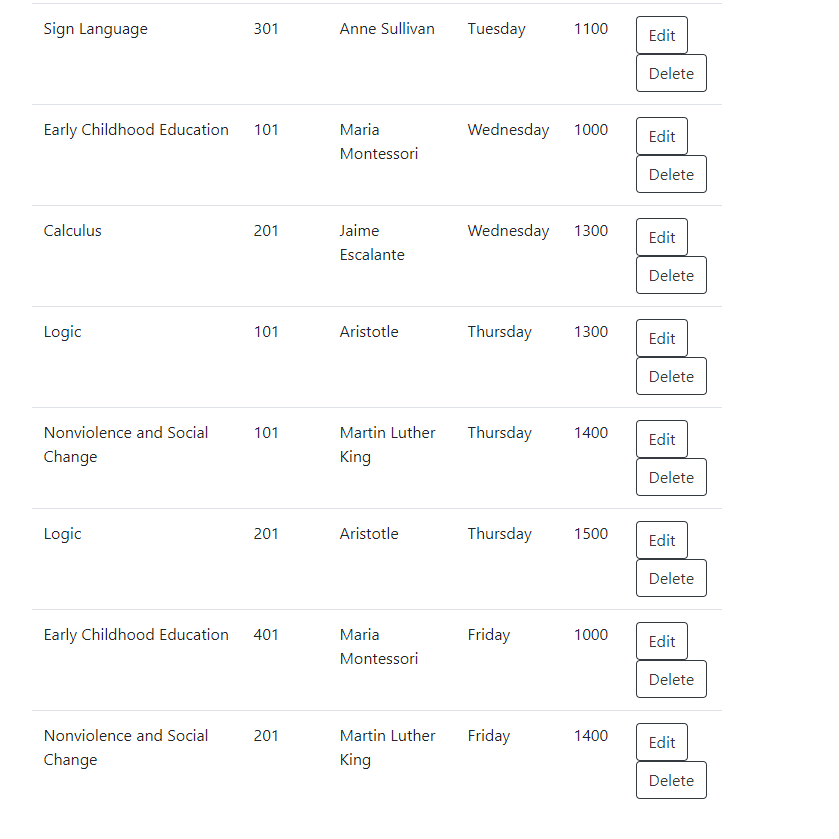 Sign Language 301 Anne Sullivan Tuesday 1100 Edit
Delete
Early Childhood Education 101 Maria Wednesday 1000 Edit
Montessori
Delete
Calculus 201 Jaime Wednesday 1300 Edit
Escalante
Delete
Logic 101 Aristotle Thursday 1300 Edit
Delete
Nonviolence and Social 101 Martin Luther Thursday 1400 Edit
Change King
Delete
Logic 201 Aristotle Thursday 1500 Edit
Delete
Early Childhood Education 401 Maria Friday 1000 Edit
Montessori
Delete
Nonviolence and Social 201 Martin Luther Friday 1400 Edit
Change King
Delete